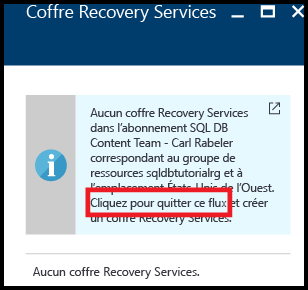 Coffre Recovery Services
Aucun coffre Recovery Services
dans l'abonnement SQL DB
Content Team - Carl Rabeler
correspondant au groupe de
ressources sqldbtutorialrg et à
l'emplacement États-Unis de l'Ouest.
Cliquez pour quitter ce flux et créer
un coffre Recovery Services.
Aucun coffre Recovery Services.